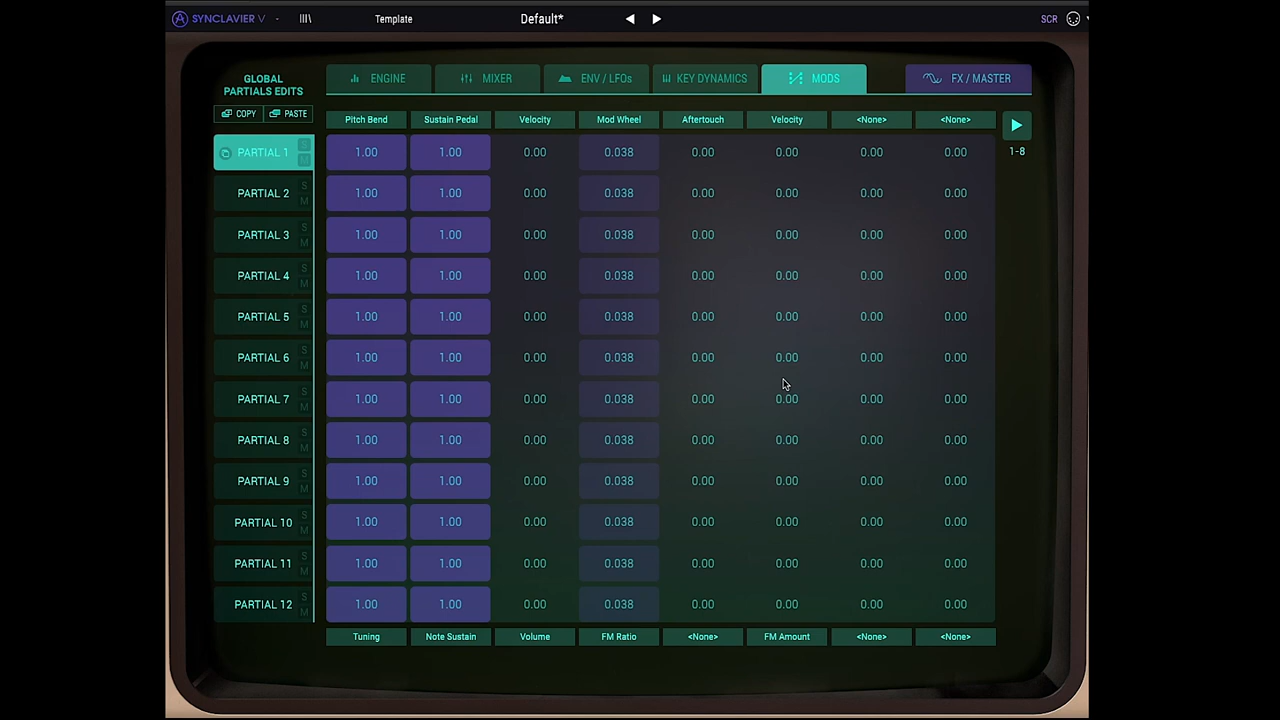 SYNCLAVIER V
Template
Default*
SCR
GLOBAL
PARTIALS EDITS
COPY PASTE
ENGINE MIXER ENV / LFOs KEY DYNAMICS MODS FX / MASTER
Pitch Bend Sustain Pedal Velocity Mod Wheel Aftertouch Velocity <None> <None>
1-8
PARTIAL 1 S M 1.00 1.00 0.00 0.038 0.00 0.00 0.00 0.00
PARTIAL 2 S M 1.00 1.00 0.00 0.038 0.00 0.00 0.00 0.00
PARTIAL 3 S M 1.00 1.00 0.00 0.038 0.00 0.00 0.00 0.00
PARTIAL 4 S M 1.00 1.00 0.00 0.038 0.00 0.00 0.00 0.00
PARTIAL 5 S M 1.00 1.00 0.00 0.038 0.00 0.00 0.00 0.00
PARTIAL 6 S M 1.00 1.00 0.00 0.038 0.00 0.00 0.00 0.00
PARTIAL 7 S M 1.00 1.00 0.00 0.038 0.00 0.00 0.00 0.00
PARTIAL 8 S M 1.00 1.00 0.00 0.038 0.00 0.00 0.00 0.00
PARTIAL 9 S M 1.00 1.00 0.00 0.038 0.00 0.00 0.00 0.00
PARTIAL 10 S M 1.00 1.00 0.00 0.038 0.00 0.00 0.00 0.00
PARTIAL 11 S M 1.00 1.00 0.00 0.038 0.00 0.00 0.00 0.00
PARTIAL 12 S M 1.00 1.00 0.00 0.038 0.00 0.00 0.00 0.00
Tuning Note Sustain Volume FM Ratio <None> FM Amount <None> <None>